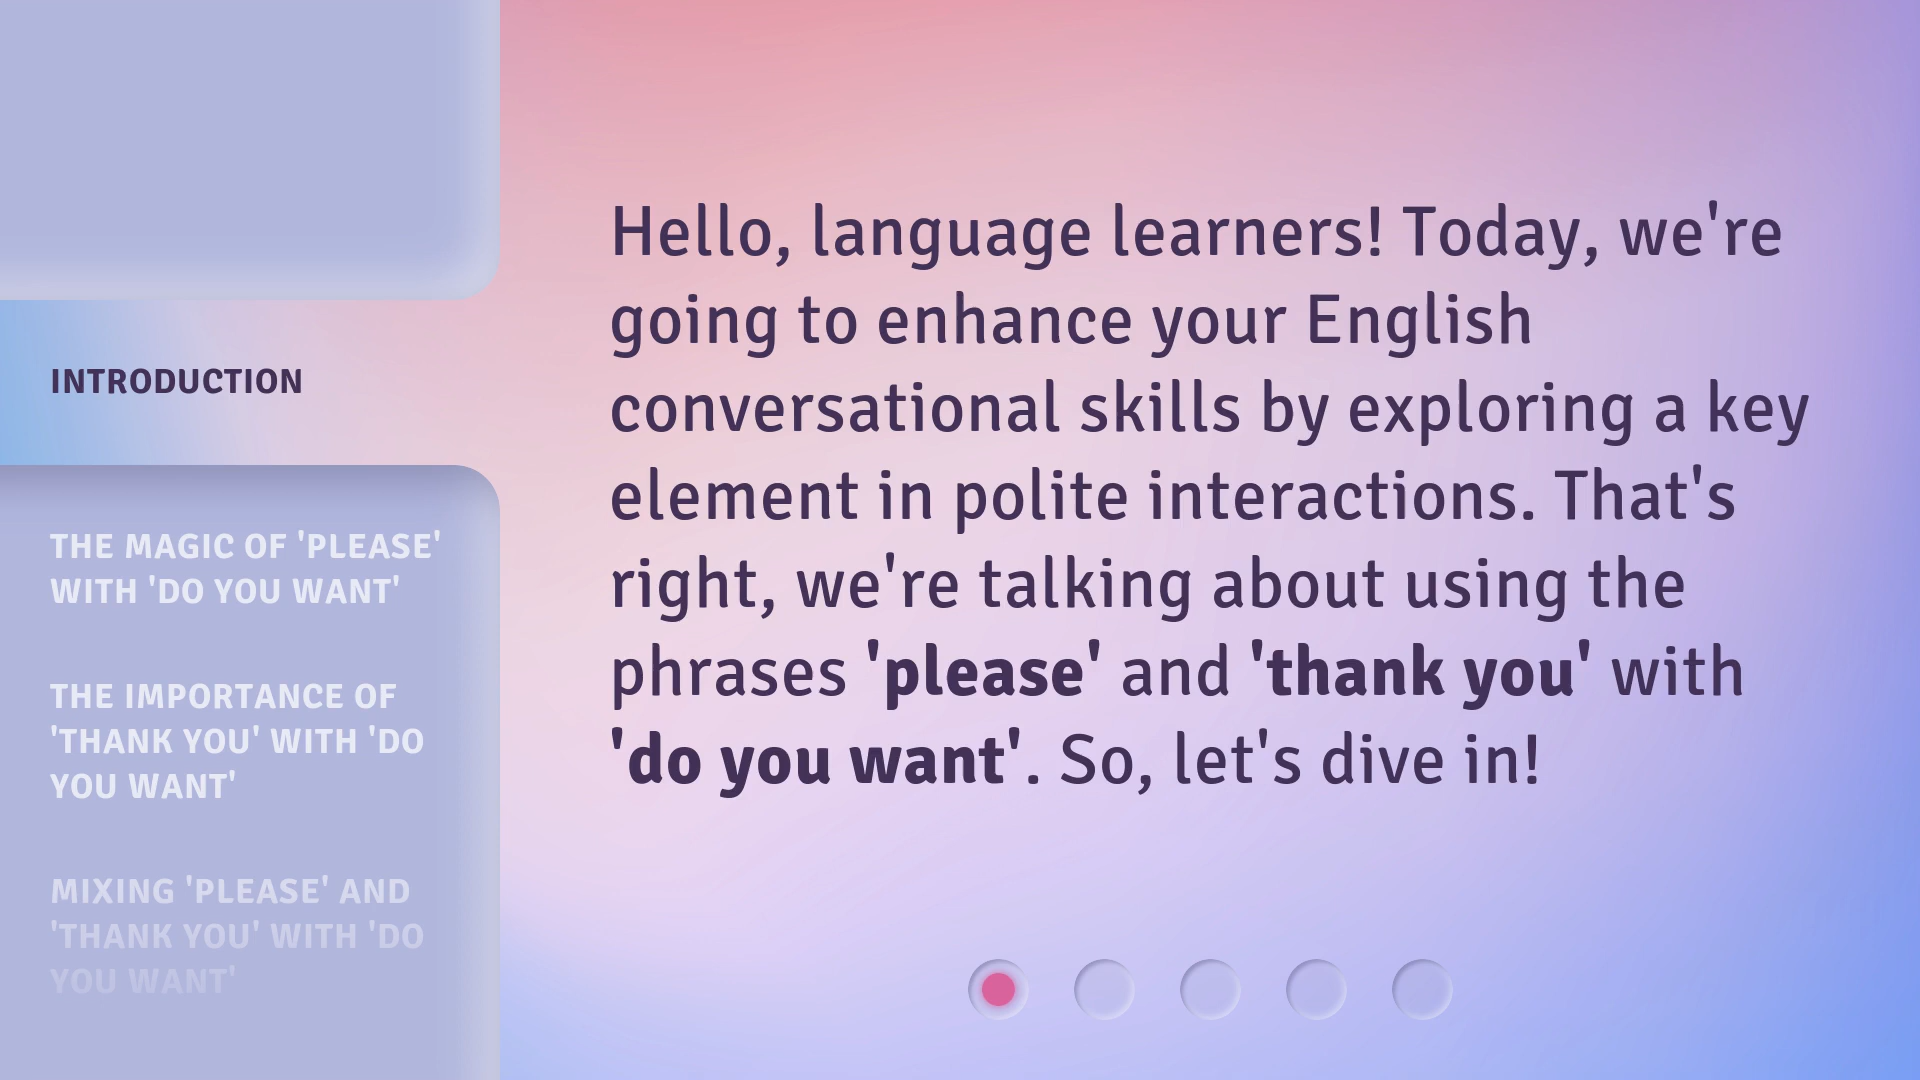 INTRODUCTION
THE MAGIC OF 'PLEASE'
WITH 'DO YOU WANT'
THE IMPORTANCE OF
'THANK YOU' WITH 'DO
YOU WANT'
MIXING 'PLEASE' AND
'THANK YOU' WITH 'DO
YOU WANT'
Hello, language learners! Today, we're
going to enhance your English
conversational skills by exploring a key
element in polite interactions. That's
right, we're talking about using the
phrases 'please' and 'thank you' with
'do you want'. So, let's dive in!